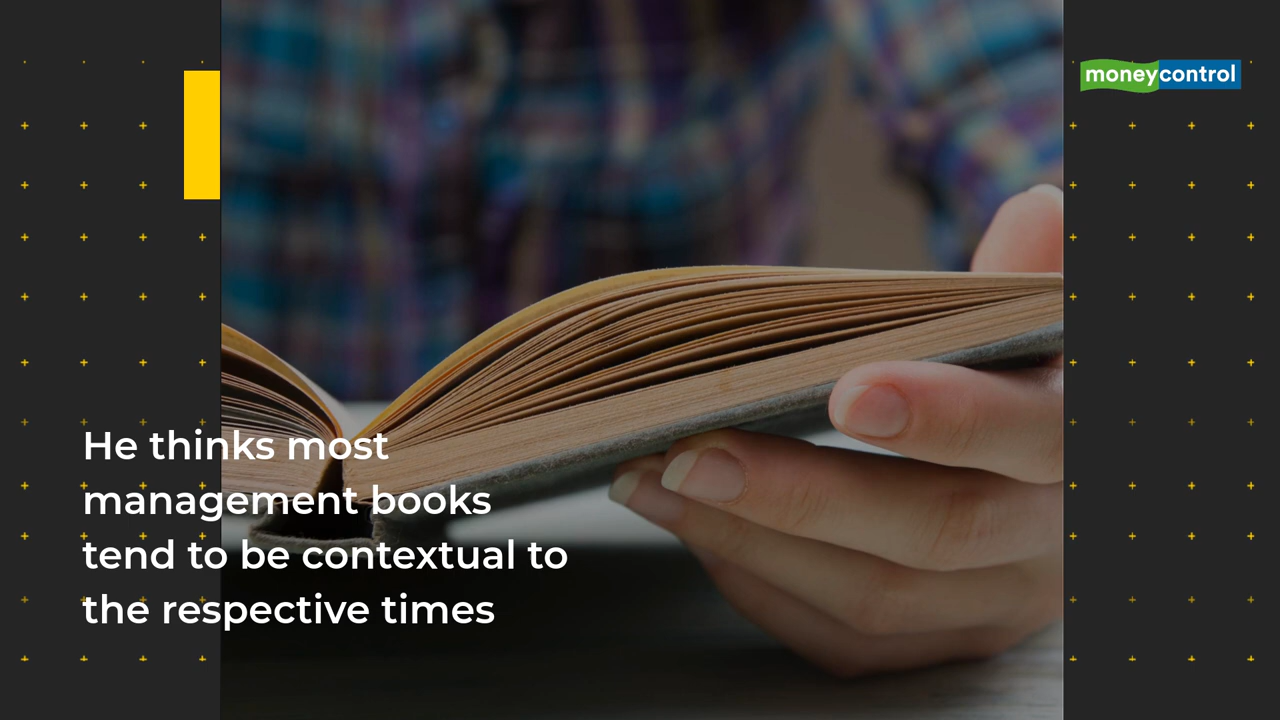 moneycontrol
He thinks most
management books
tend to be contextual to
the respective times